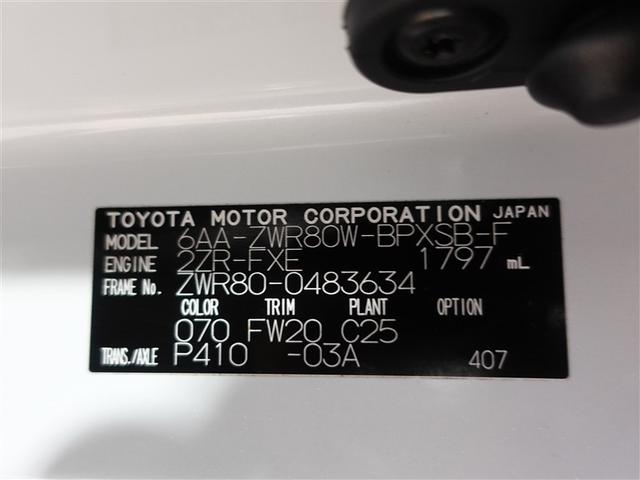 TOYOTA MOTOR CORPORATION JAPAN
MODEL 6AA-ZWR80W-BPXSB-F
ENGINE 2ZR-FXE 1797 mL
FRAME No. ZWR80-0483634
COLOR TRIM PLANT OPTION
070 FW20 C25
TRANS./AXLE P410 -03A 407